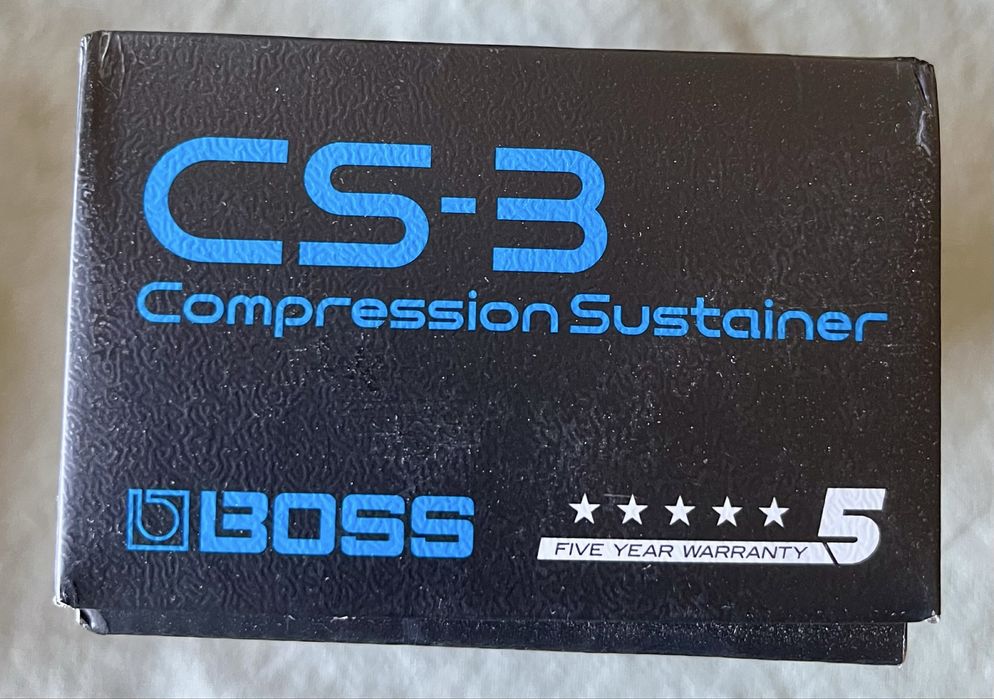 CS-3
Compression Sustainer
BOSS
5
FIVE YEAR WARRANTY